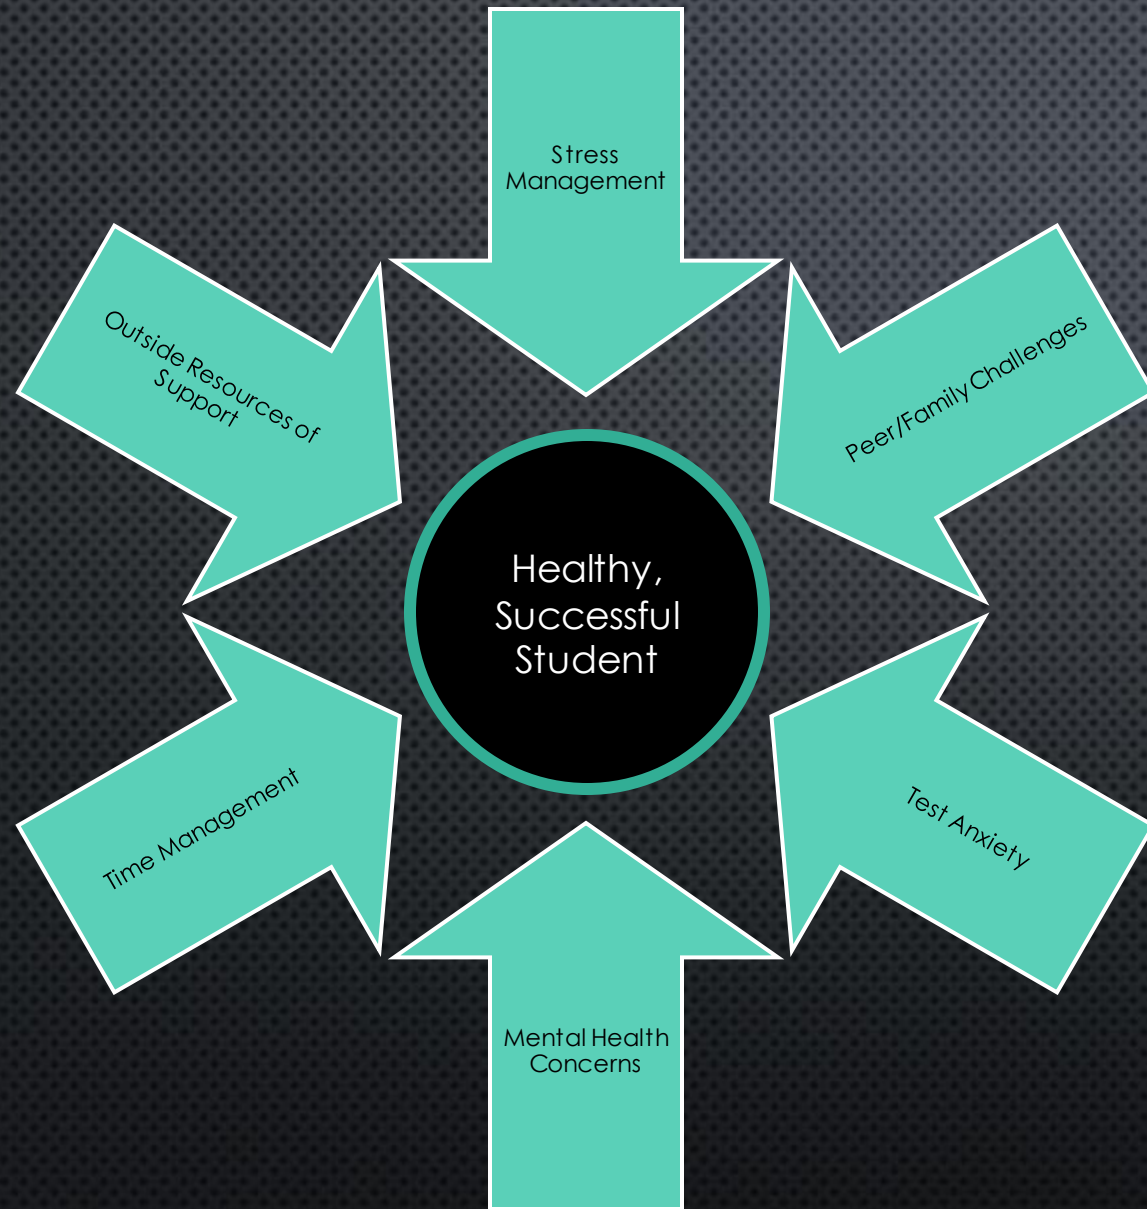 Stress
Management
Outside Resources of
Support
Peer/Family Challenges
Healthy,
Successful
Student
Time Management
Test Anxiety
Mental Health
Concerns